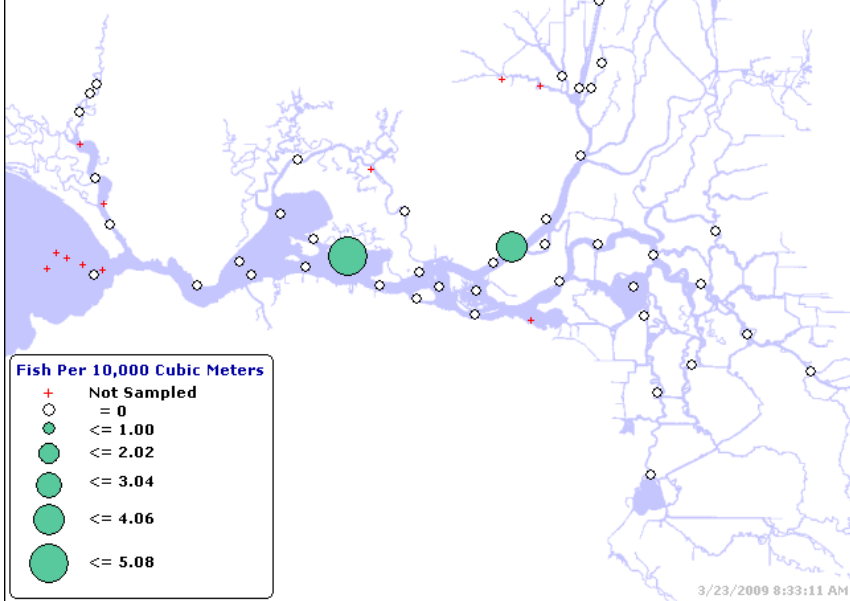 Fish Per 10,000 Cubic Meters
Not Sampled
= 0
<= 1.00
<= 2.02
<= 3.04
<= 4.06
<= 5.08
3/23/2009 8:33:11 AM